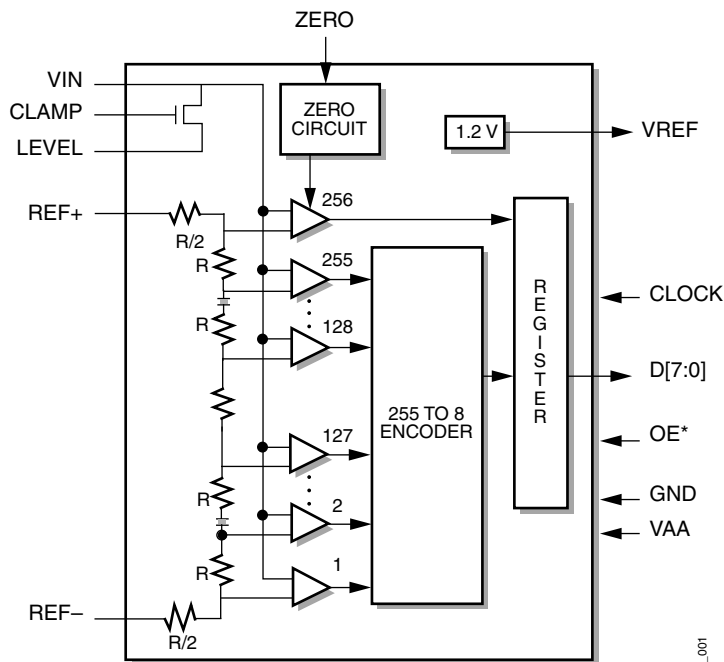 ZERO
VIN
CLAMP
LEVEL
ZERO
CIRCUIT
1.2 V
VREF
REF+
R/2
256
R
255
R
128
REGISTER
CLOCK
D[7:0]
255 TO 8
ENCODER
127
OE*
R
2
GND
VAA
R
1
REF–
R/2
_001